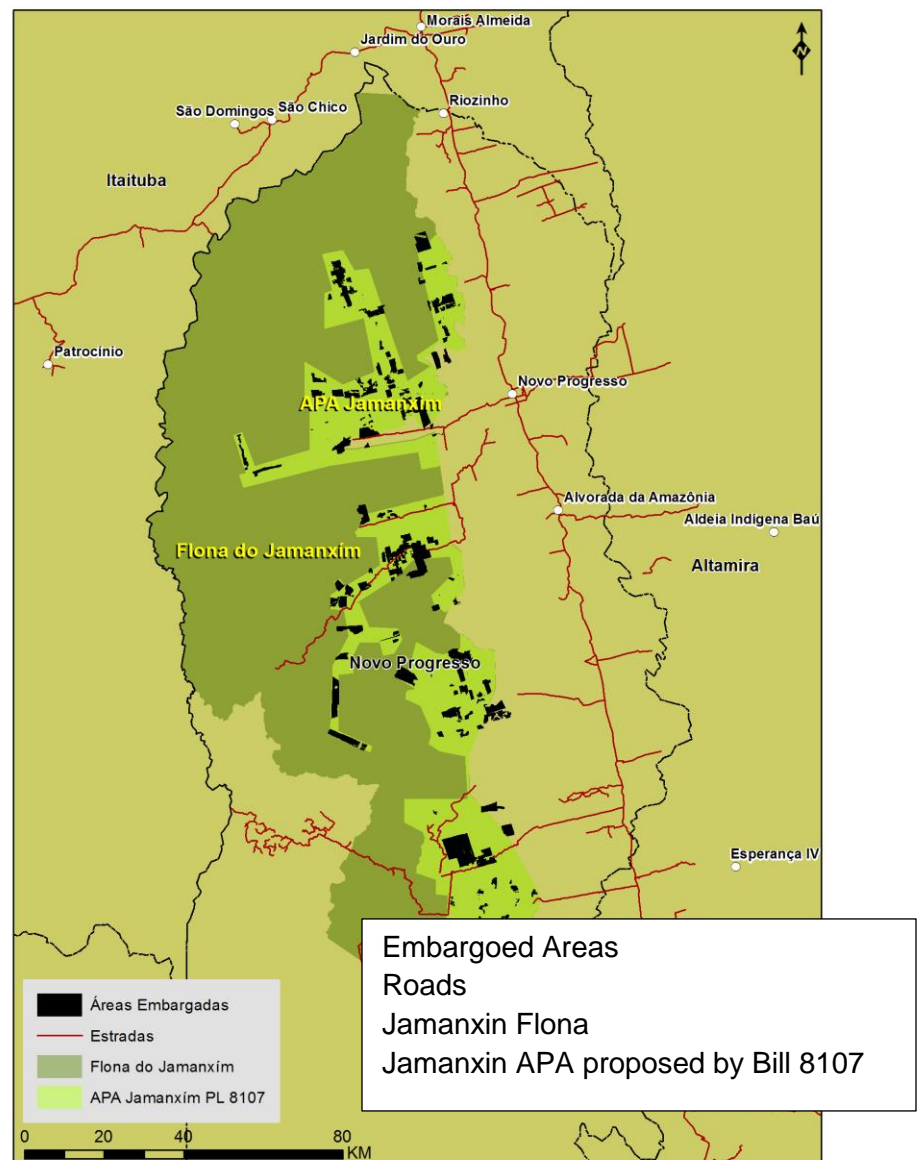 Morais Almeida
Jardim do Ouro
N
Riozinho
São Domingos
São Chico
Itaituba
Patrocínio
Novo Progresso
APA Jamanxím
Alvorada da Amazônia
Aldeia Indígena Baú
Flona do Jamanxím
Altamira
Novo Progresso
Esperança IV
Embargoed Areas
Roads
Jamanxin Flona
Jamanxin APA proposed by Bill 8107
Áreas Embargadas
Estradas
Flona do Jamanxím
APA Jamanxím PL 8107
0 20 40 80
KM